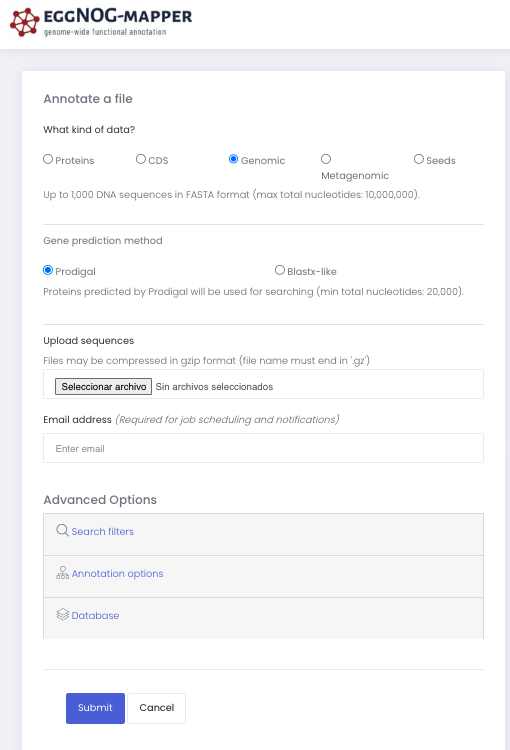 EGGNOG-MAPPER
genome-wide functional annotation
Annotate a file
What kind of data?
Proteins CDS Genomic Metagenomic Seeds
Up to 1,000 DNA sequences in FASTA format (max total nucleotides: 10,000,000).
Gene prediction method
Prodigal Blastx-like
Proteins predicted by Prodigal will be used for searching (min total nucleotides: 20,000).
Upload sequences
Files may be compressed in gzip format (file name must end in '.gz')
Seleccionar archivo Sin archivos seleccionados
Email address (Required for job scheduling and notifications)
Enter email
Advanced Options
Search filters
Annotation options
Database
Submit Cancel